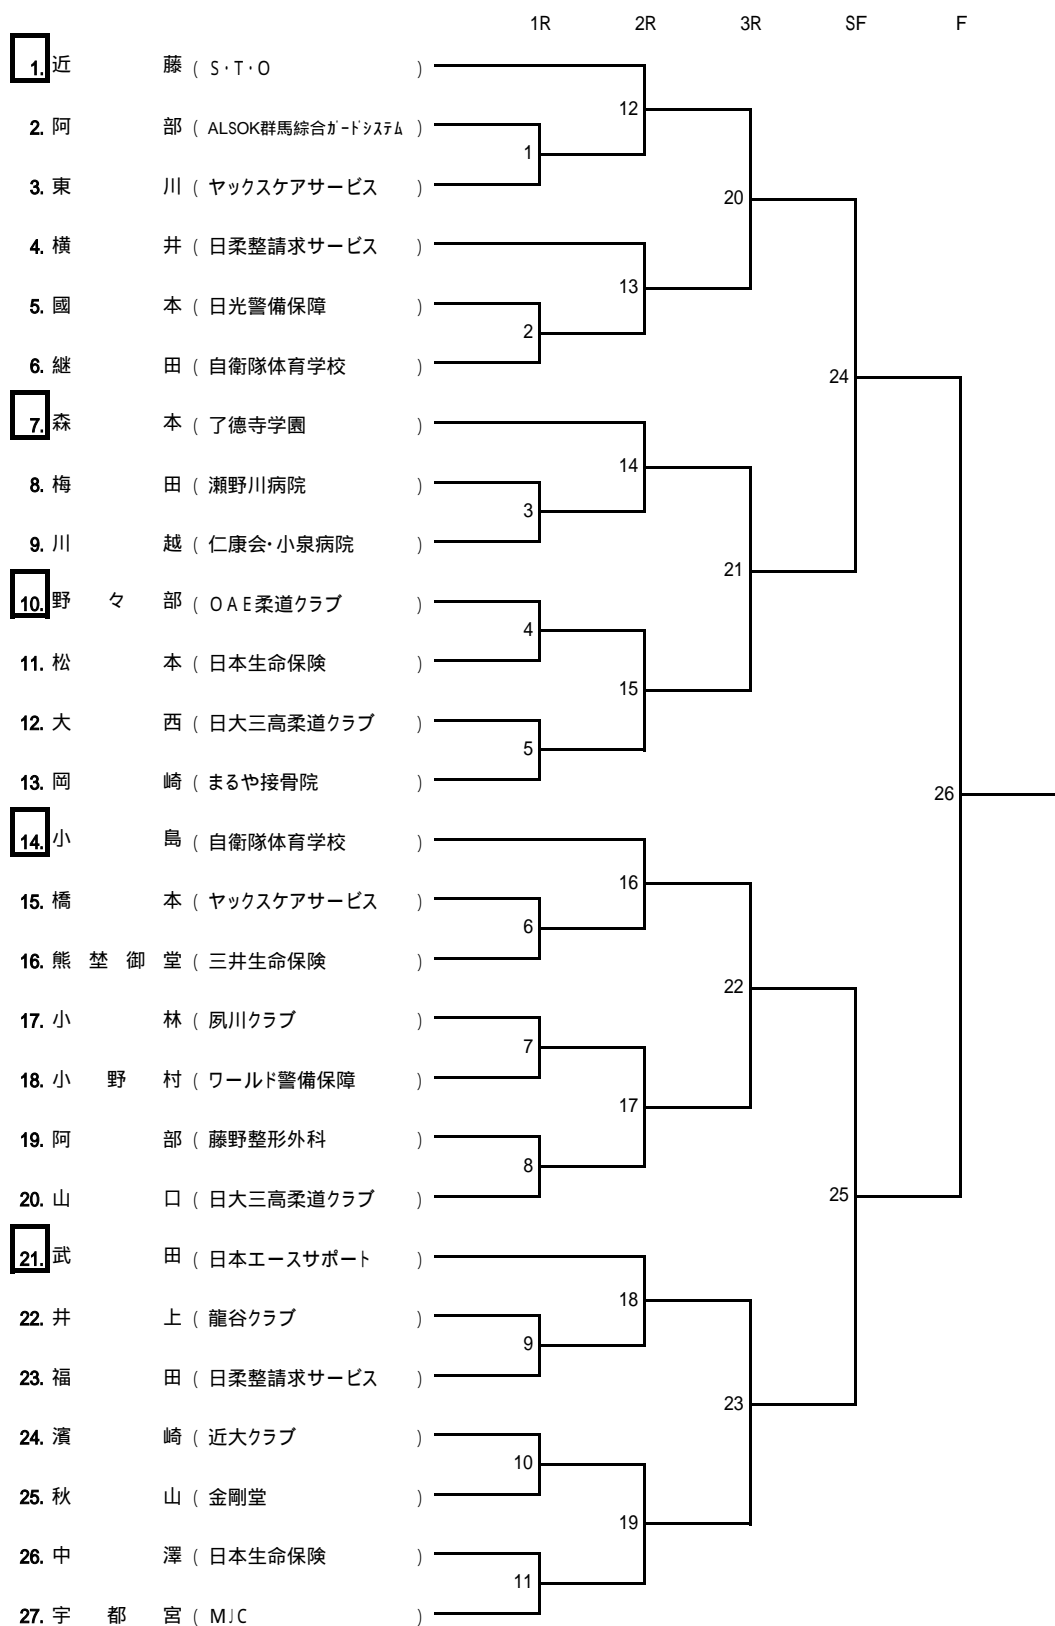 1R 2R 3R SF F
1. 近 藤 ( S・T・O )
12
2. 阿 部 ( ALSOK群馬綜合ガードシステム )
1
3. 東 川 ( ヤックスケアサービス )
20
4. 横 井 ( 日柔整請求サービス )
13
5. 國 本 ( 日光警備保障 )
2
6. 継 田 ( 自衛隊体育学校 )
24
7. 森 本 ( 了德寺学園 )
14
8. 梅 田 ( 瀬野川病院 )
3
9. 川 越 ( 仁康会・小泉病院 )
21
10. 野 々 部 ( OAE柔道クラブ )
4
11. 松 本 ( 日本生命保険 )
15
12. 大 西 ( 日大三高柔道クラブ )
5
13. 岡 崎 ( まるや接骨院 )
26
14. 小 島 ( 自衛隊体育学校 )
16
15. 橋 本 ( ヤックスケアサービス )
6
16. 熊 埜 御 堂 ( 三井生命保険 )
22
17. 小 林 ( 夙川クラブ )
7
18. 小 野 村 ( ワールド警備保障 )
17
19. 阿 部 ( 藤野整形外科 )
8
20. 山 口 ( 日大三高柔道クラブ )
25
21. 武 田 ( 日本エースサポート )
18
22. 井 上 ( 龍谷クラブ )
9
23. 福 田 ( 日柔整請求サービス )
23
24. 濱 崎 ( 近大クラブ )
10
25. 秋 山 ( 金剛堂 )
19
26. 中 澤 ( 日本生命保険 )
11
27. 宇 都 宮 ( MJC )